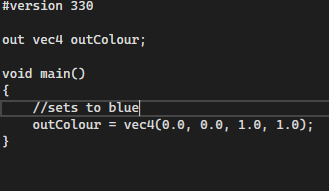 #version 330
out vec4 outColour;
void main()
{
//sets to blue
outColour = vec4(0.0, 0.0, 1.0, 1.0);
}